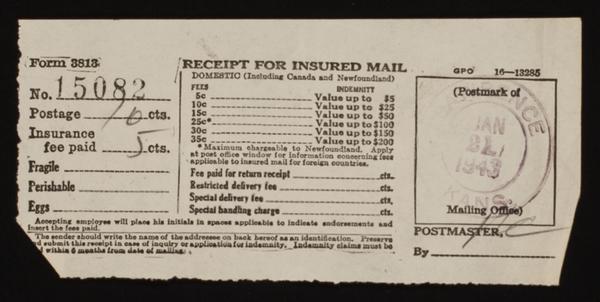 Form 3813
RECEIPT FOR INSURED MAIL
GPO 16—13285
No. 15082
DOMESTIC (Including Canada and Newfoundland)
FEES INDEMNITY
5c Value up to $5
10c Value up to $25
15c Value up to $50
25c* Value up to $100
30c Value up to $150
35c Value up to $200
Postage cts.
Insurance
fee paid 5 cts.
Fragile
Perishable
Eggs
* Maximum chargeable to Newfoundland. Apply
at post office window for information concerning fees
applicable to insured mail for foreign countries.
Fee paid for return receipt cts.
Restricted delivery fee cts.
Special delivery fee cts.
Special handling charge cts.
(Postmark of
JAN
1943
KANS
Mailing Office)
POSTMASTER,
By
Accepting employee will place his initials in spaces applicable to indicate endorsements and
insert the fees paid.
The sender should write the name of the addressee on back hereof as an identification. Preserve
and submit this receipt in case of inquiry or application for indemnity. Indemnity claims must be
within 6 months from date of mailing.